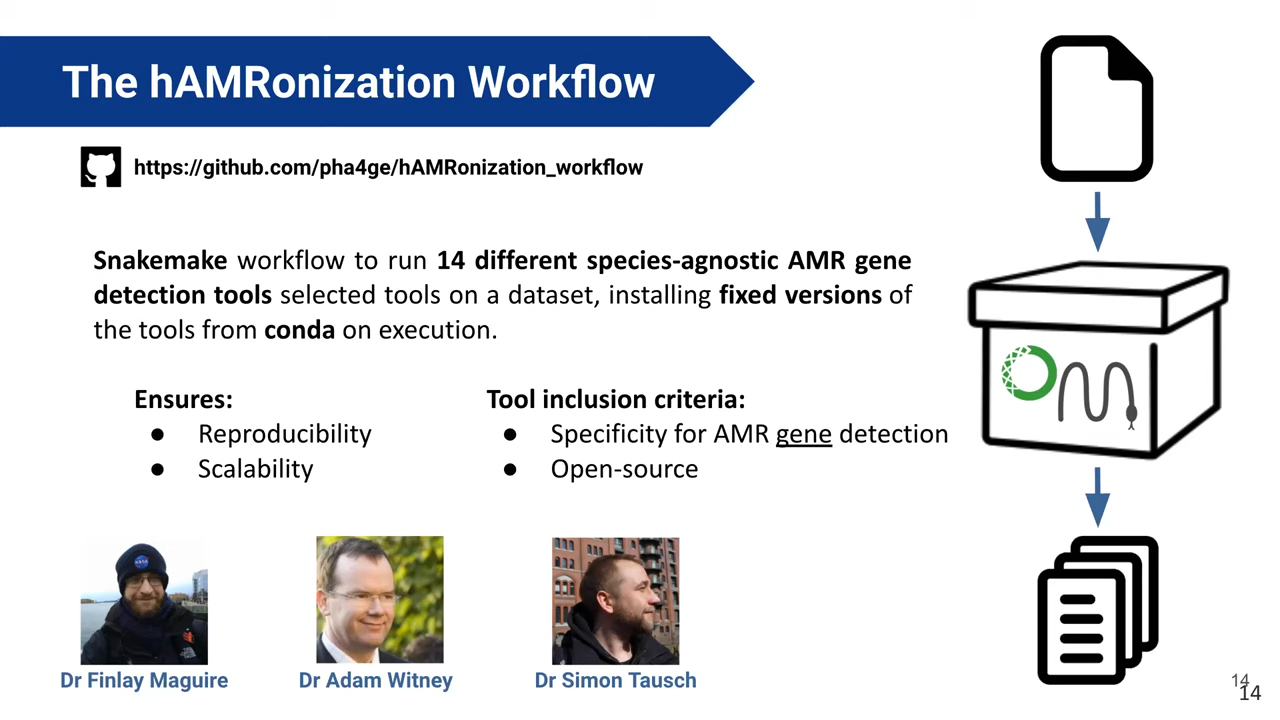 The hAMRonization Workflow
https://github.com/pha4ge/hAMRonization_workflow
Snakemake workflow to run 14 different species-agnostic AMR gene
detection tools selected tools on a dataset, installing fixed versions of
the tools from conda on execution.
Ensures:
● Reproducibility
● Scalability
Tool inclusion criteria:
● Specificity for AMR gene detection
● Open-source
NASA
Dr Finlay Maguire
Dr Adam Witney
Dr Simon Tausch
14
14